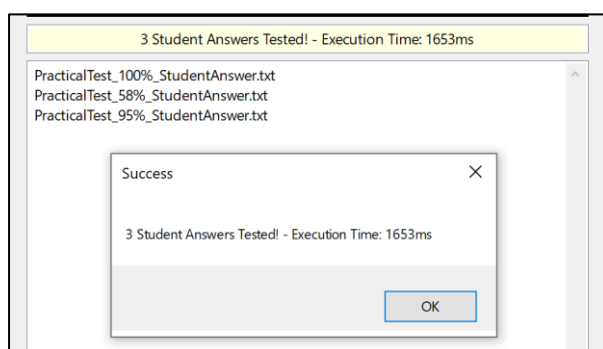 3 Student Answers Tested! - Execution Time: 1653ms
PracticalTest_100%_StudentAnswer.txt
PracticalTest_58%_StudentAnswer.txt
PracticalTest_95%_StudentAnswer.txt
Success
3 Student Answers Tested! - Execution Time: 1653ms
OK